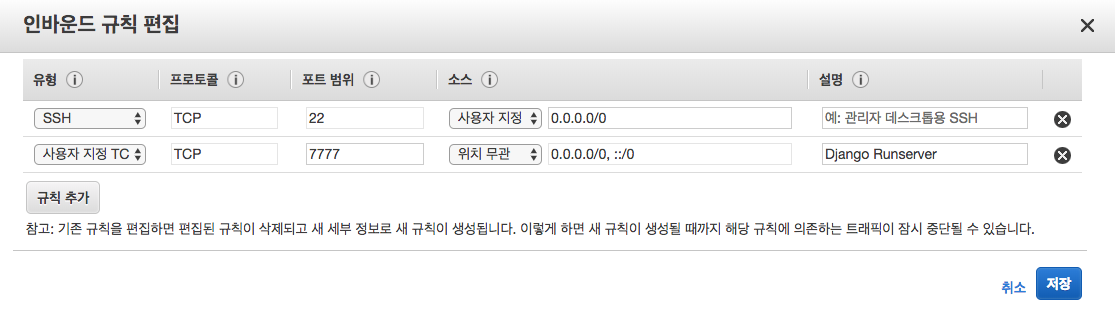 인바운드 규칙 편집
유형 프로토콜 포트 범위 소스 설명
SSH TCP 22 사용자 지정 0.0.0.0/0 예: 관리자 데스크톱용 SSH
사용자 지정 TC TCP 7777 위치 무관 0.0.0.0/0, ::/0 Django Runserver
규칙 추가
참고: 기존 규칙을 편집하면 편집된 규칙이 삭제되고 새 세부 정보로 새 규칙이 생성됩니다. 이렇게 하면 새 규칙이 생성될 때까지 해당 규칙에 의존하는 트래픽이 잠시 중단될 수 있습니다.
취소 저장